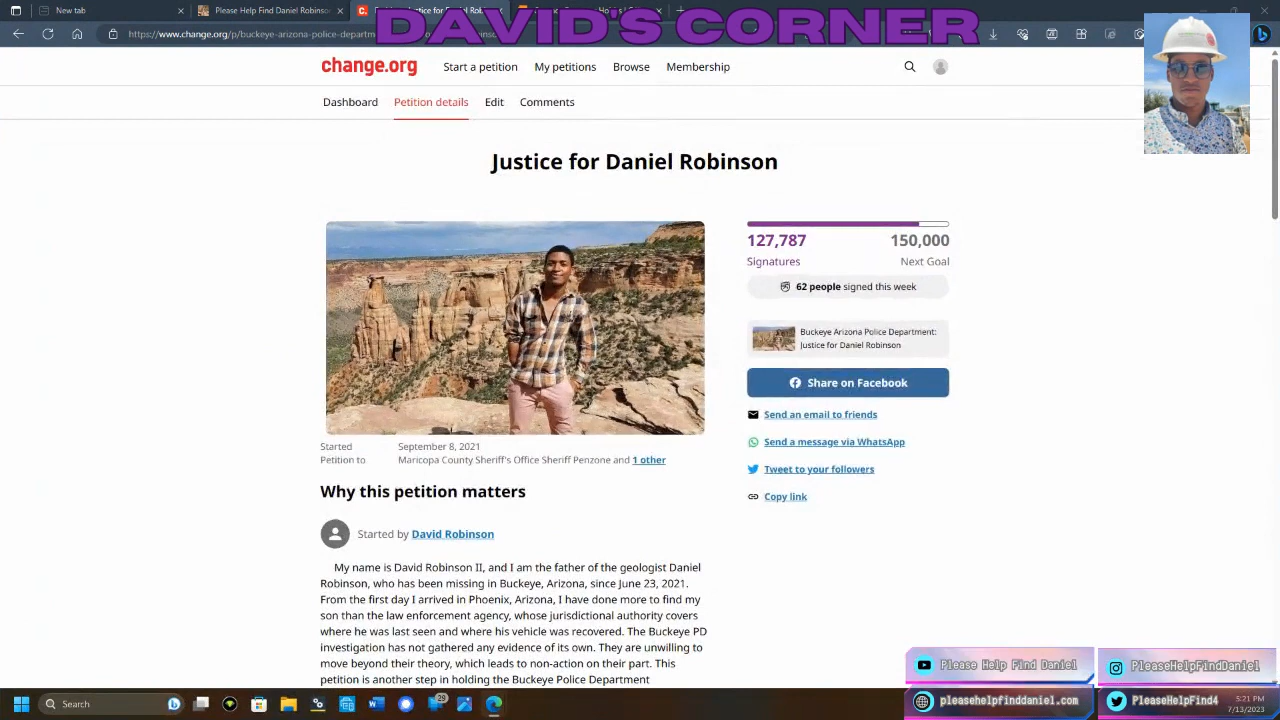 DAVID'S CORNER
New tab
https://www.change.org/p/buckeye-arizona-police-depart
change.org
Start a petition
My petitions
Browse
Membership
Dashboard
Petition details
Edit
Comments
Justice for Daniel Robinson
127,787
150,000
Signatures
Next Goal
62 people signed this week
Buckeye Arizona Police Department:
Justice for Daniel Robinson
Share on Facebook
Send an email to friends
Send a message via WhatsApp
Tweet to your followers
Copy link
Started
September 8, 2021
Petition to
Maricopa County Sheriff's Office Sheriff Penzone and 1 other
Why this petition matters
Started by David Robinson
My name is David Robinson II, and I am the father of the geologist Daniel
Robinson, who has been missing in Buckeye, Arizona, since June 23, 2021.
From the first day I arrived in Phoenix, Arizona, I have done more to find my
son than the law enforcement agency, whose jurisdictional authority covers
where he was last seen and where his vehicle was recovered. The Buckeye PD
investigation has not gathered any evidence of its own. They are unwilling to
move beyond their theory, which leads to non-action on their part. This
petition is another step in holding the Buckeye Police Department
Please Help Find Daniel
PleaseHelpFindDaniel
pleasehelpfinddaniel.com
PleaseHelpFind4
Search
29
5:21 PM
7/13/2023